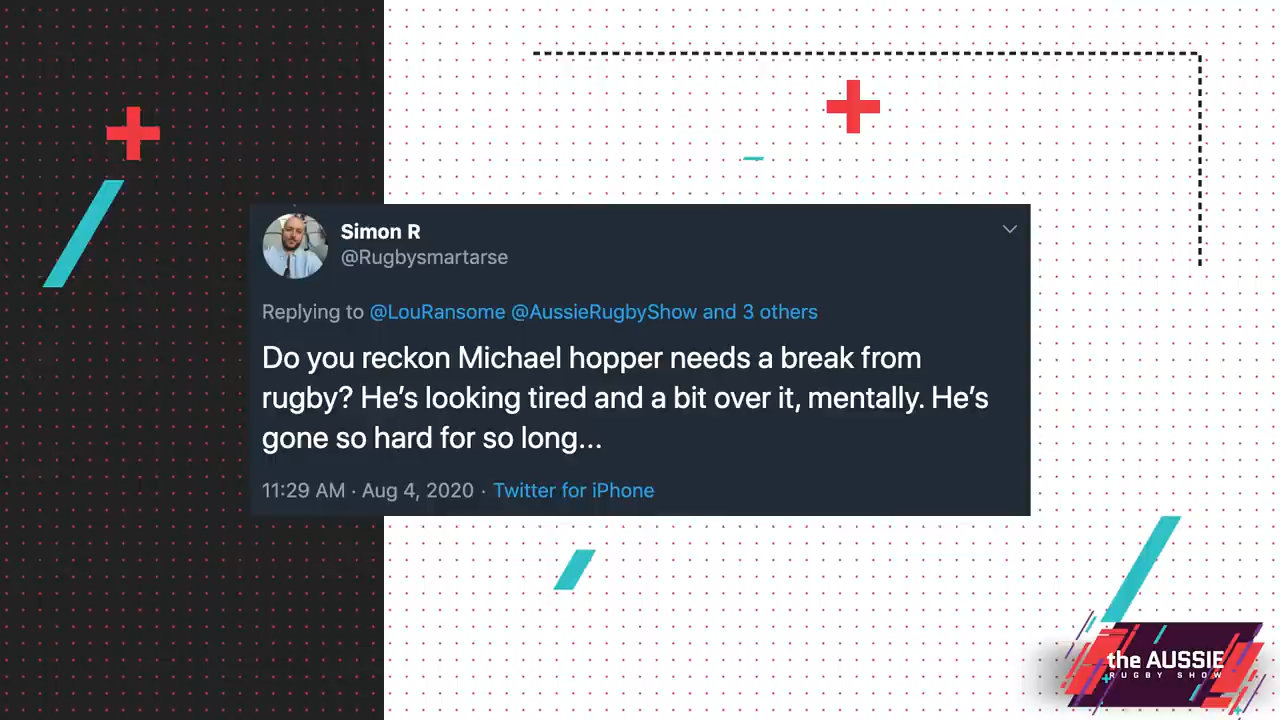 Simon R
@Rugbysmartarse
Replying to @LouRansome @AussieRugbyShow and 3 others
Do you reckon Michael hopper needs a break from
rugby? He’s looking tired and a bit over it, mentally. He’s
gone so hard for so long...
11:29 AM · Aug 4, 2020 · Twitter for iPhone
the AUSSIE
RUGBY SHOW